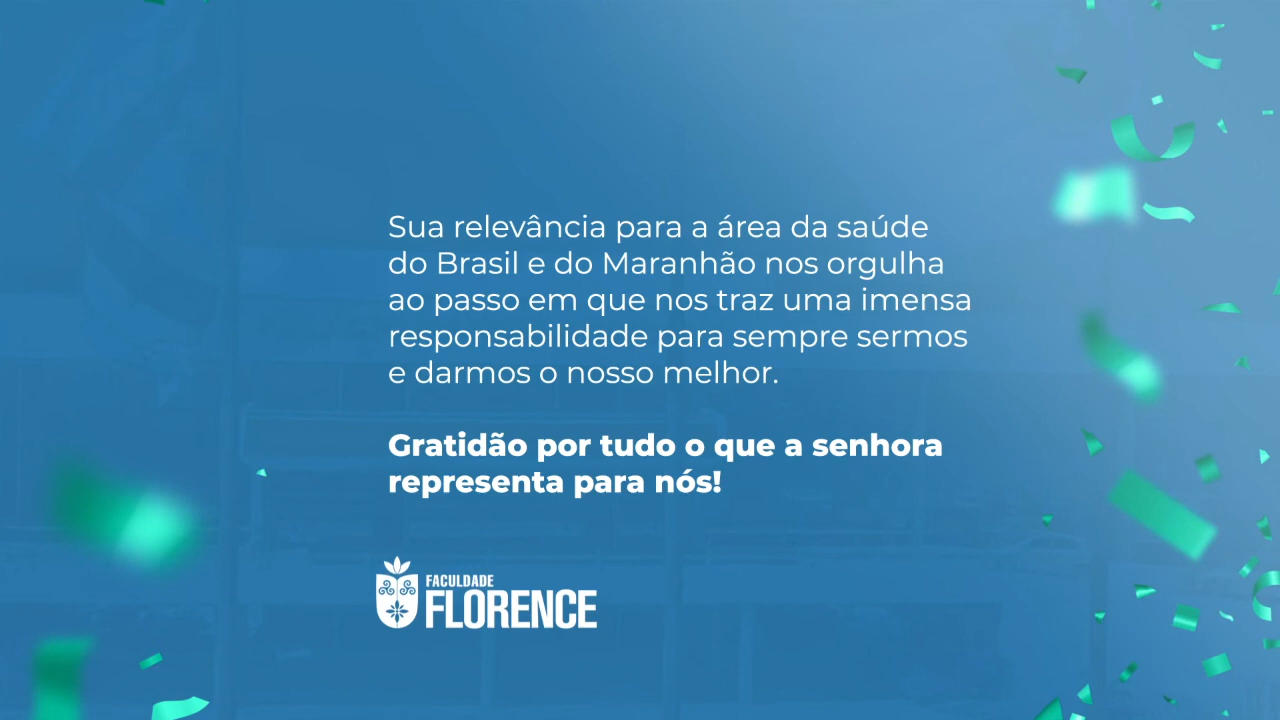 Sua relevância para a área da saúde
do Brasil e do Maranhão nos orgulha
ao passo em que nos traz uma imensa
responsabilidade para sempre sermos
e darmos o nosso melhor.
Gratidão por tudo o que a senhora
representa para nós!
FACULDADE
FLORENCE